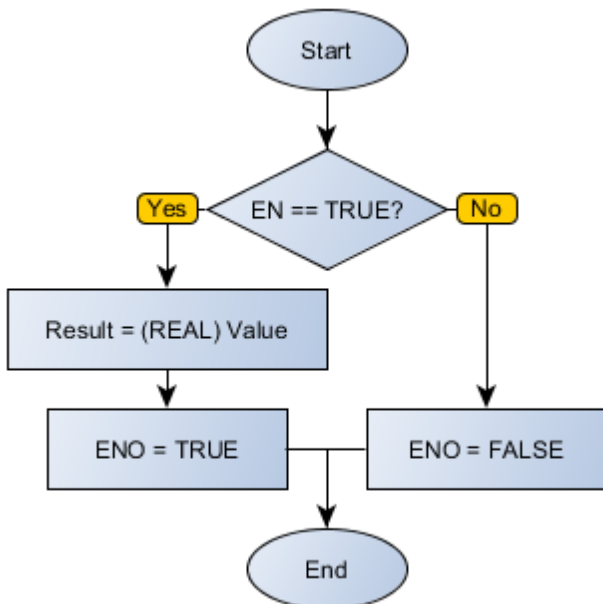 Start
EN == TRUE?
Yes
No
Result = (REAL) Value
ENO = TRUE
ENO = FALSE
End